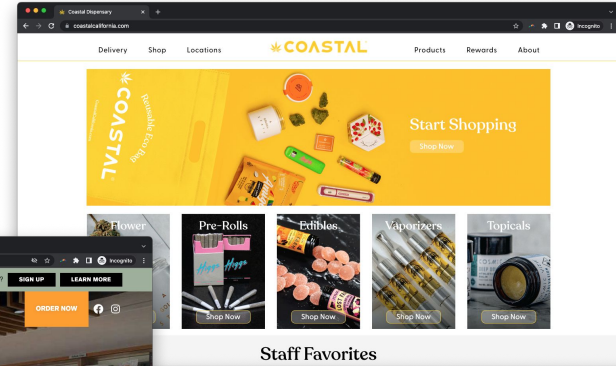 Coastal Dispensary
coastalcalifornia.com
Incognito
Delivery
Shop
Locations
COASTAL
Products
Rewards
About
COASTAL
Reusable Eco Bag
Start Shopping
Shop Now
Flower
Pre-Rolls
Edibles
Vaporizers
Topicals
Higgs Higgs
Shop Now
Shop Now
Shop Now
Shop Now
Incognito
?
SIGN UP
LEARN MORE
ORDER NOW
Staff Favorites